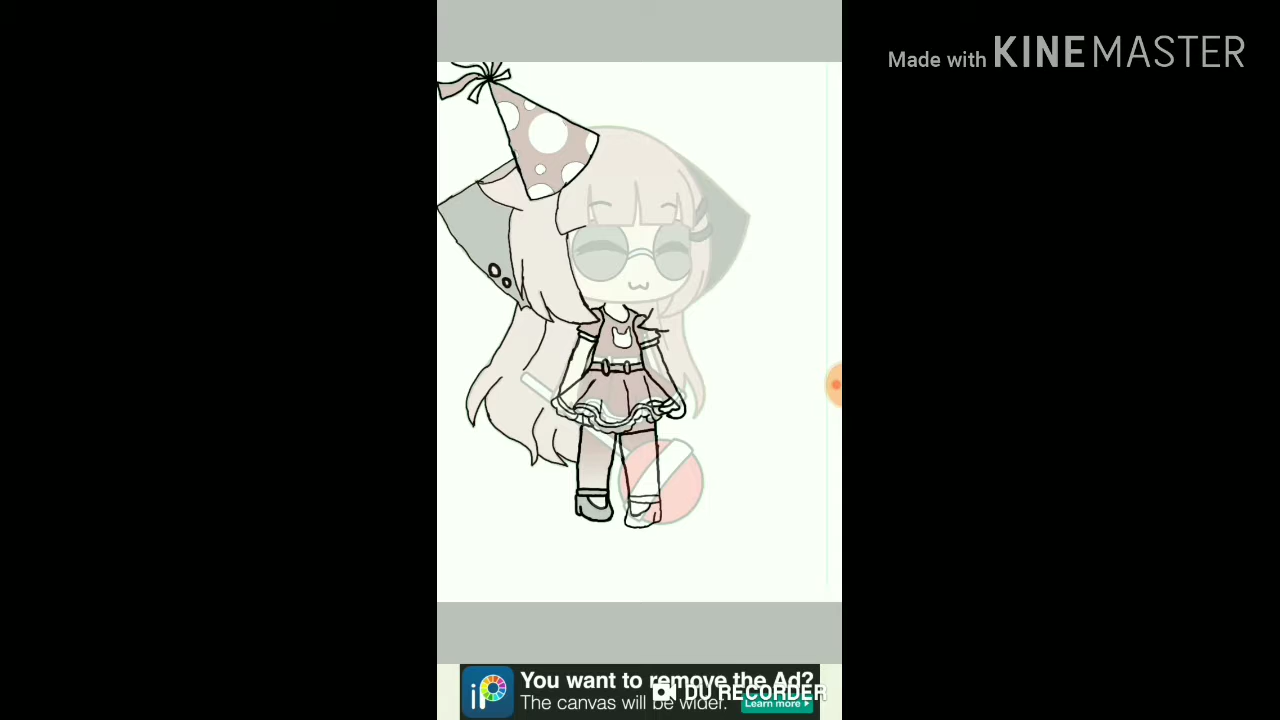 Made with KINEMASTER
You want to remove the Ad?
The canvas will be wider.
DU RECORDER
Learn more